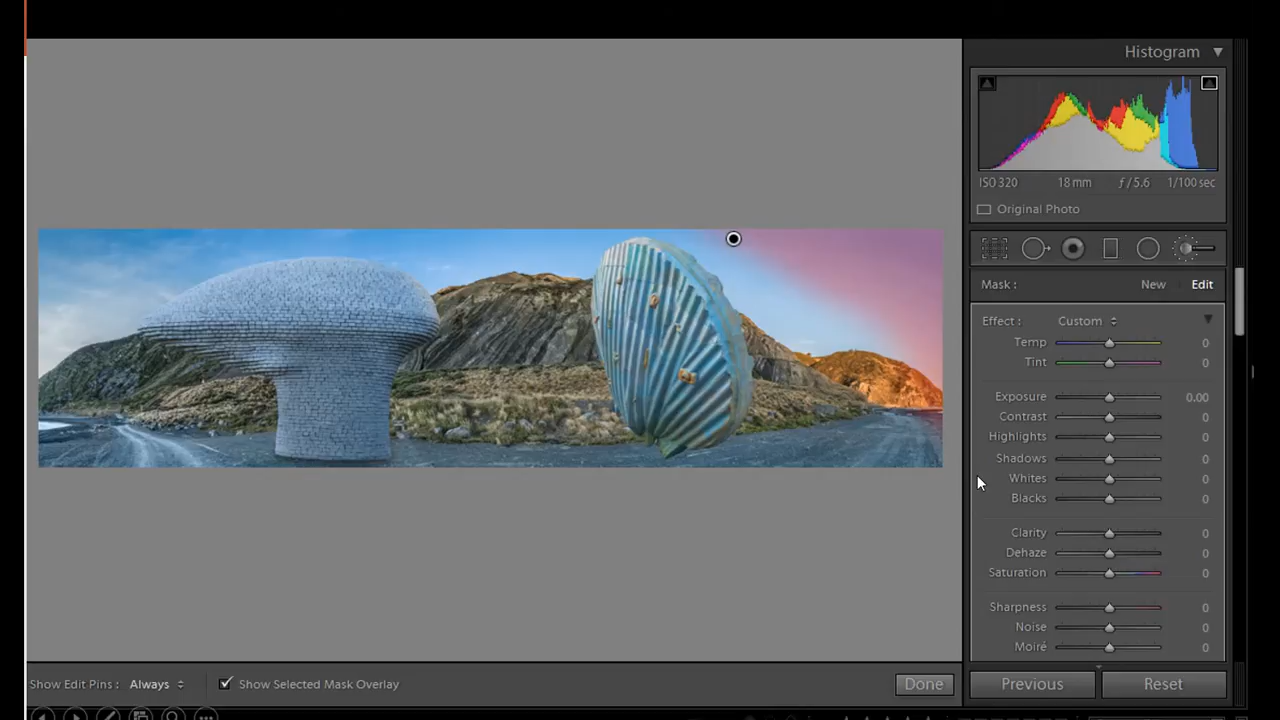 Histogram
ISO 320 18 mm f / 5.6 1/100 sec
Original Photo
Mask : New Edit
Effect : Custom
Temp 0
Tint 0
Exposure 0.00
Contrast 0
Highlights 0
Shadows 0
Whites 0
Blacks 0
Clarity 0
Dehaze 0
Saturation 0
Sharpness 0
Noise 0
Moiré 0
Show Edit Pins : Always Show Selected Mask Overlay Done Previous Reset